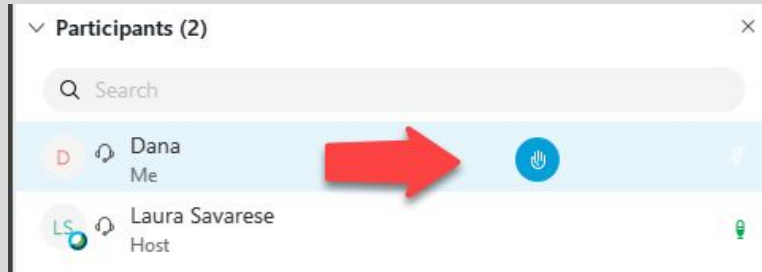 Participants (2)
Search
D
Dana
Me
LS
Laura Savarese
Host